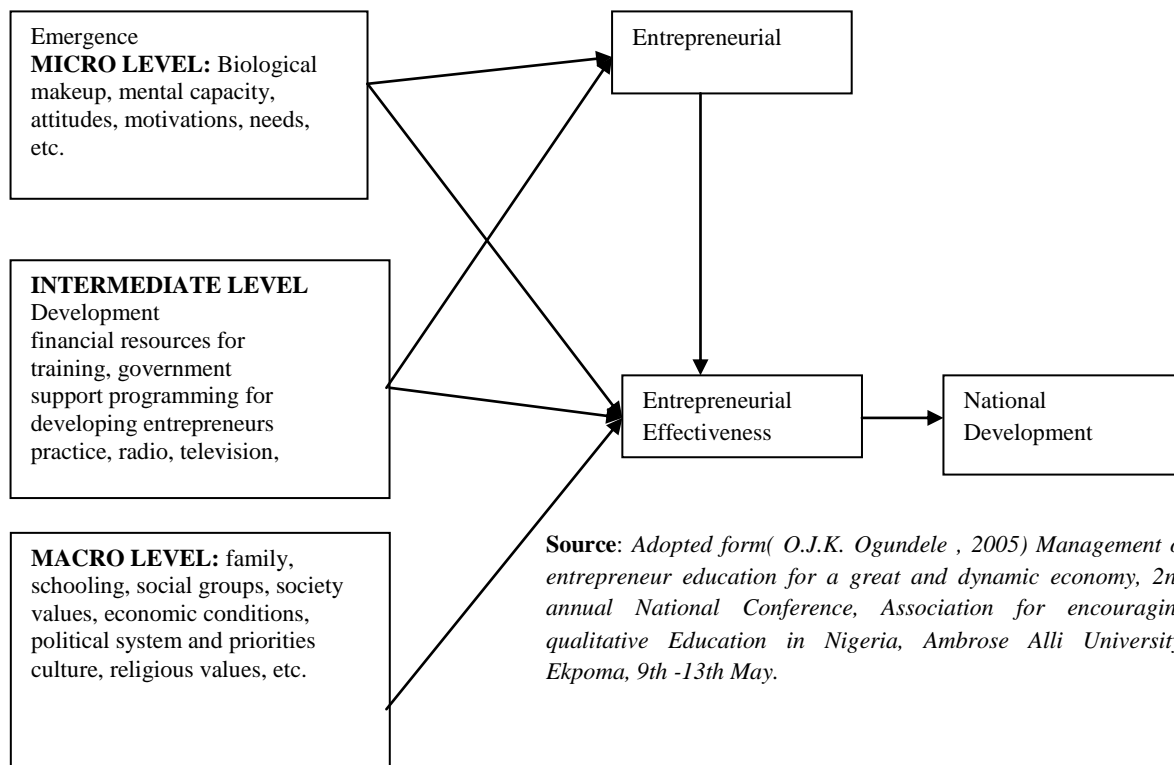 Emergence
MICRO LEVEL: Biological
makeup, mental capacity,
attitudes, motivations, needs,
etc.
Entrepreneurial
INTERMEDIATE LEVEL
Development
financial resources for
training, government
support programming for
developing entrepreneurs
practice, radio, television,
Entrepreneurial
Effectiveness
National
Development
MACRO LEVEL: family,
schooling, social groups, society
values, economic conditions,
political system and priorities
culture, religious values, etc.
Source: Adopted form( O.J.K. Ogundele , 2005) Management
entrepreneur education for a great and dynamic economy,
annual National Conference, Association for
qualitative Education in Nigeria, Ambrose Alli
Ekpoma, 9th -13th May.